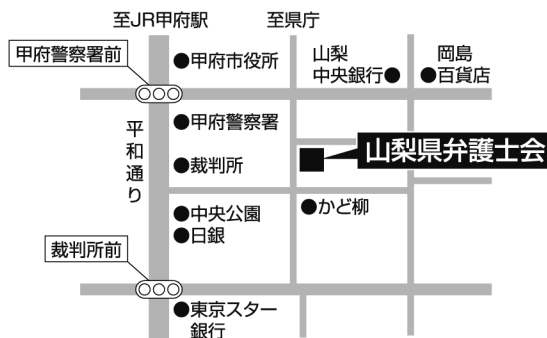 至JR甲府駅
至県庁
甲府警察署前
甲府市役所
山梨
中央銀行
岡島
百貨店
平和通り
甲府警察署
裁判所
山梨県弁護士会
中央公園
日銀
かど柳
裁判所前
東京スター
銀行